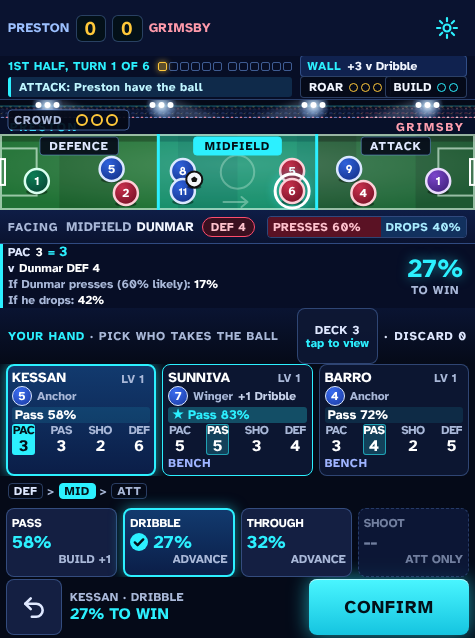 PRESTON 0 0 GRIMSBY
1ST HALF, TURN 1 OF 6
WALL +3 v Dribble
ATTACK: Preston have the ball
ROAR BUILD
CROWD
GRIMSBY
DEFENCE MIDFIELD ATTACK
1 5 2 8 11 6 9 4 1
FACING MIDFIELD DUNMAR DEF 4 PRESSES 60% DROPS 40%
PAC 3 = 3
v Dunmar DEF 4
If Dunmar presses (60% likely): 17%
If he drops: 42%
27%
TO WIN
YOUR HAND · PICK WHO TAKES THE BALL
DECK 3
tap to view
· DISCARD 0
KESSAN LV 1
5 Anchor
Pass 58%
PAC PAS SHO DEF
3 3 2 6
SUNNIVA LV 1
7 Winger +1 Dribble
★ Pass 83%
PAC PAS SHO DEF
5 5 3 4
BENCH
BARRO LV 1
3 Anchor
Pass 72%
PAC PAS SHO DEF
4 4 2 5
BENCH
DEF > MID > ATT
PASS
58%
BUILD +1
DRIBBLE
27%
ADVANCE
THROUGH
32%
ADVANCE
SHOOT
--
ATT ONLY
KESSAN · DRIBBLE
27% TO WIN
CONFIRM